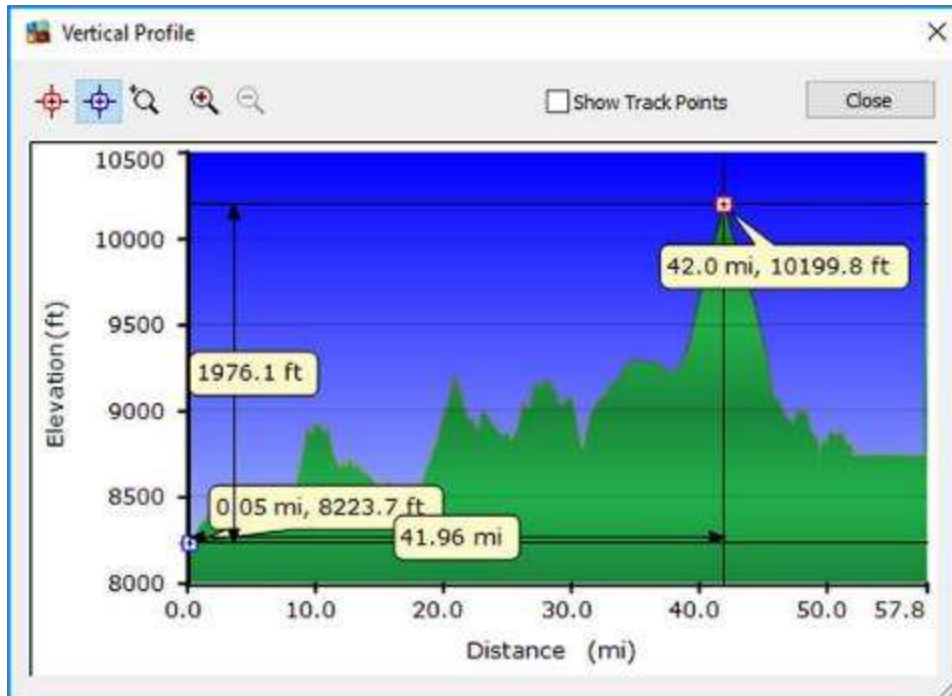 Vertical Profile
Show Track Points
Close
10500
10000
9500
9000
8500
8000
Elevation (ft)
42.0 mi, 10199.8 ft
1976.1 ft
0.05 mi, 8223.7 ft
41.96 mi
0.0 10.0 20.0 30.0 40.0 50.0 57.8
Distance (mi)